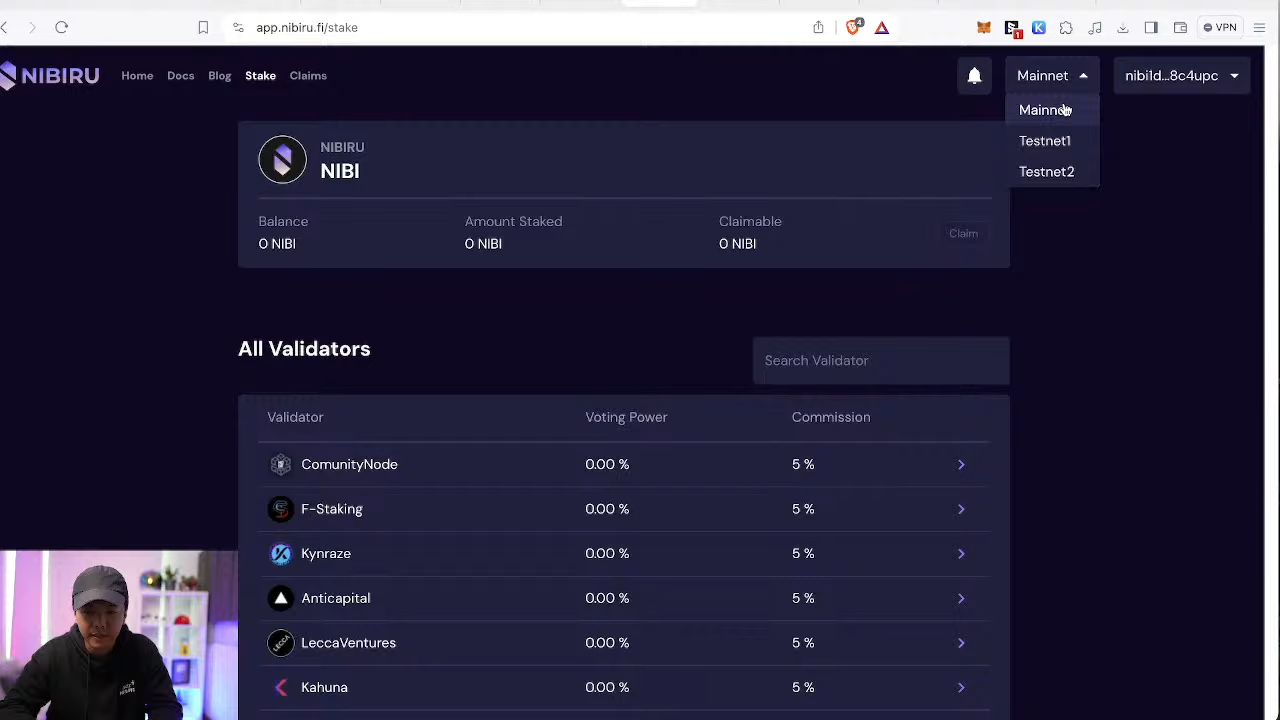 app.nibiru.fi/stake
4
1
VPN
NIBIRU
Home
Docs
Blog
Stake
Claims
Mainnet
nibi1d...8c4upc
Mainnet
Testnet1
Testnet2
NIBIRU
NIBI
Balance
Amount Staked
Claimable
0 NIBI
0 NIBI
0 NIBI
Claim
All Validators
Search Validator
Validator
Voting Power
Commission
ComunityNode
0.00 %
5 %
F-Staking
0.00 %
5 %
Kynraze
0.00 %
5 %
Anticapital
0.00 %
5 %
LeccaVentures
0.00 %
5 %
Kahuna
0.00 %
5 %